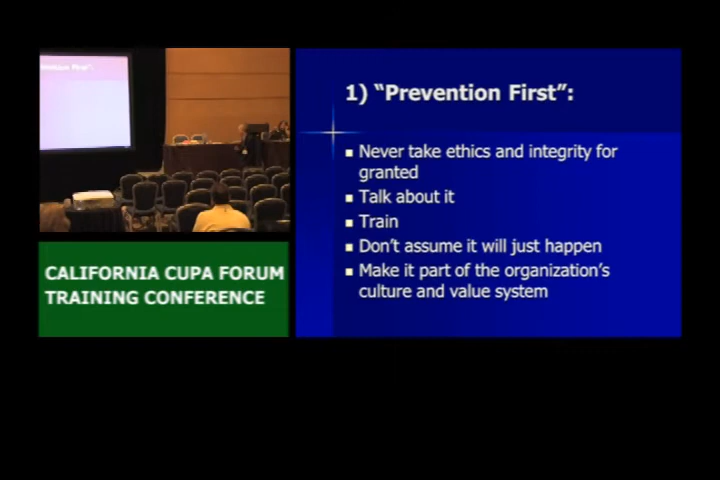 1) “Prevention First”:
Never take ethics and integrity for
granted
Talk about it
Train
Don’t assume it will just happen
Make it part of the organization’s
culture and value system
CALIFORNIA CUPA FORUM
TRAINING CONFERENCE